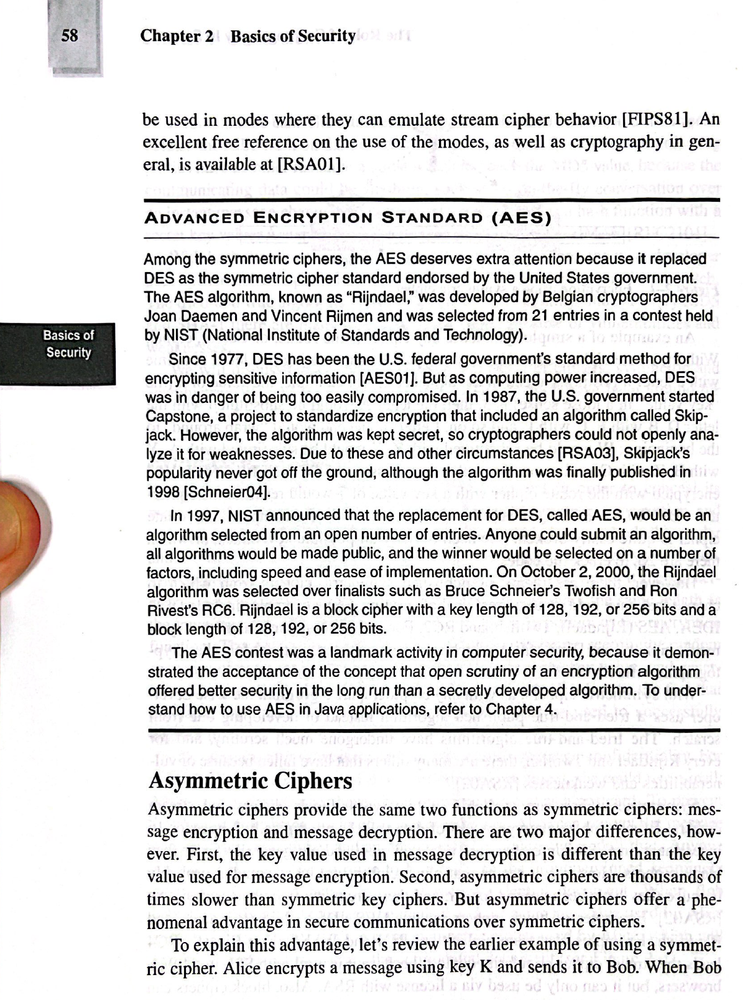 58
Chapter 2 Basics of Security
be used in modes where they can emulate stream cipher behavior [FIPS81]. An
excellent free reference on the use of the modes, as well as cryptography in gen-
eral, is available at [RSA01].
ADVANCED ENCRYPTION STANDARD (AES)
Among the symmetric ciphers, the AES deserves extra attention because it replaced
DES as the symmetric cipher standard endorsed by the United States government.
The AES algorithm, known as “Rijndael,” was developed by Belgian cryptographers
Joan Daemen and Vincent Rijmen and was selected from 21 entries in a contest held
by NIST (National Institute of Standards and Technology).
Basics of
Security
Since 1977, DES has been the U.S. federal government’s standard method for
encrypting sensitive information [AES01]. But as computing power increased, DES
was in danger of being too easily compromised. In 1987, the U.S. government started
Capstone, a project to standardize encryption that included an algorithm called Skip-
jack. However, the algorithm was kept secret, so cryptographers could not openly ana-
lyze it for weaknesses. Due to these and other circumstances [RSA03], Skipjack’s
popularity never got off the ground, although the algorithm was finally published in
1998 [Schneier04].
In 1997, NIST announced that the replacement for DES, called AES, would be an
algorithm selected from an open number of entries. Anyone could submit an algorithm,
all algorithms would be made public, and the winner would be selected on a number of
factors, including speed and ease of implementation. On October 2, 2000, the Rijndael
algorithm was selected over finalists such as Bruce Schneier’s Twofish and Ron
Rivest’s RC6. Rijndael is a block cipher with a key length of 128, 192, or 256 bits and a
block length of 128, 192, or 256 bits.
The AES contest was a landmark activity in computer security, because it demon-
strated the acceptance of the concept that open scrutiny of an encryption algorithm
offered better security in the long run than a secretly developed algorithm. To under-
stand how to use AES in Java applications, refer to Chapter 4.
Asymmetric Ciphers
Asymmetric ciphers provide the same two functions as symmetric ciphers: mes-
sage encryption and message decryption. There are two major differences, how-
ever. First, the key value used in message decryption is different than the key
value used for message encryption. Second, asymmetric ciphers are thousands of
times slower than symmetric key ciphers. But asymmetric ciphers offer a phe-
nomenal advantage in secure communications over symmetric ciphers.
To explain this advantage, let’s review the earlier example of using a symmet-
ric cipher. Alice encrypts a message using key K and sends it to Bob. When Bob